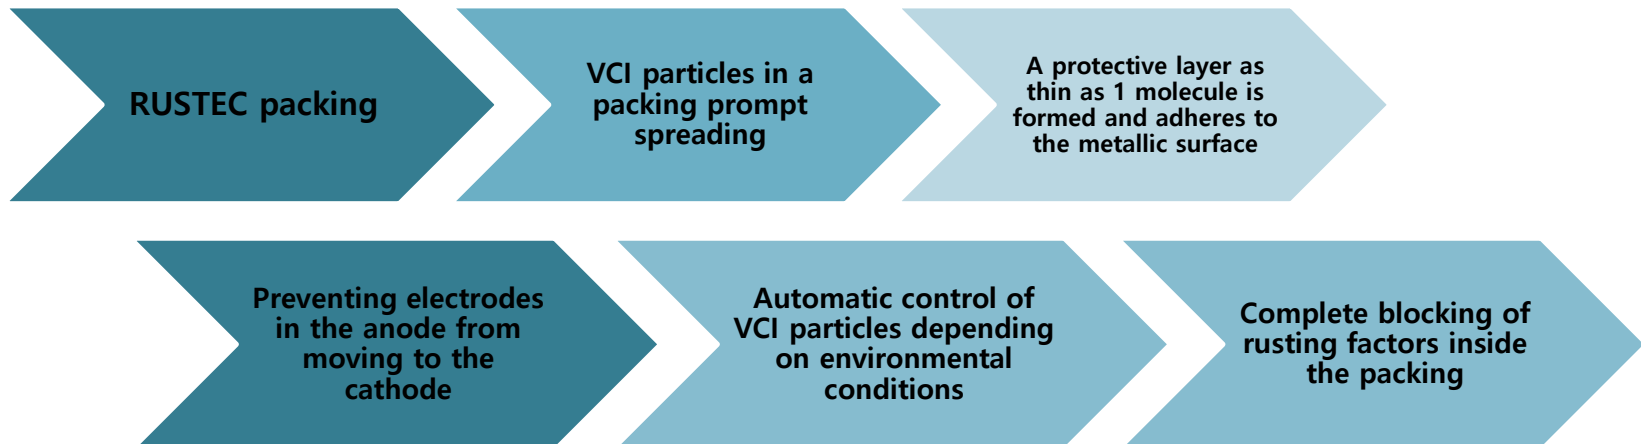 RUSTEC packing
VCI particles in a
packing prompt
spreading
A protective layer as
thin as 1 molecule is
formed and adheres to
the metallic surface
Preventing electrodes
in the anode from
moving to the
cathode
Automatic control of
VCI particles depending
on environmental
conditions
Complete blocking of
rusting factors inside
the packing